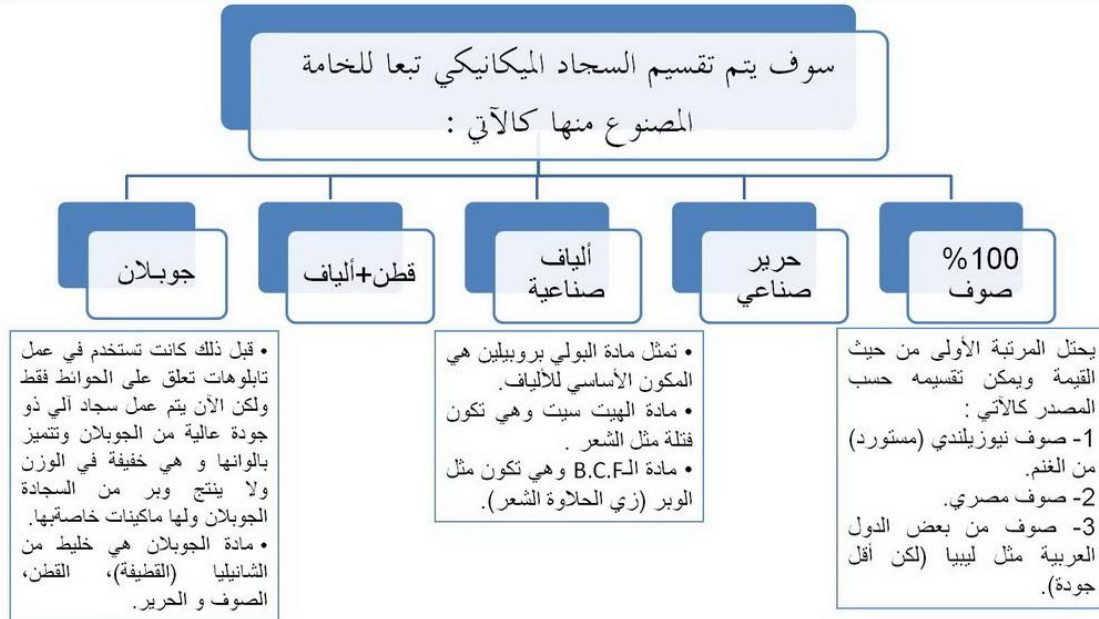 سوف يتم تقسيم السجاد الميكانيكي تبعا للخامة
المصنوع منها كالآتي :
100%
صوف
حرير
صناعي
ألياف
صناعية
قطن+ألياف
جوبلان
يحتل المرتبة الأولى من حيث
القيمة ويمكن تقسيمه حسب
المصدر كالآتي :
1- صوف نيوزيلندي (مستورد)
من الغنم.
2- صوف مصري.
3- صوف من بعض الدول
العربية مثل ليبيا (لكن أقل
جودة).
• تمثل مادة البولي بروبيلين هي
المكون الأساسي للألياف.
• مادة الهيت سيت وهي تكون
فتلة مثل الشعر .
• مادة الـB.C.F وهي تكون مثل
الوبر (زي الحلاوة الشعر).
• قبل ذلك كانت تستخدم في عمل
تابلوهات تعلق على الحوائط فقط
ولكن الآن يتم عمل سجاد آلي ذو
جودة عالية من الجوبلان وتتميز
بالوانها و هي خفيفة في الوزن
ولا ينتج وبر من السجادة
الجوبلان ولها ماكينات خاصةبها.
• مادة الجوبلان هي خليط من
الشانيليا (القطيفة)، القطن،
الصوف و الحرير.